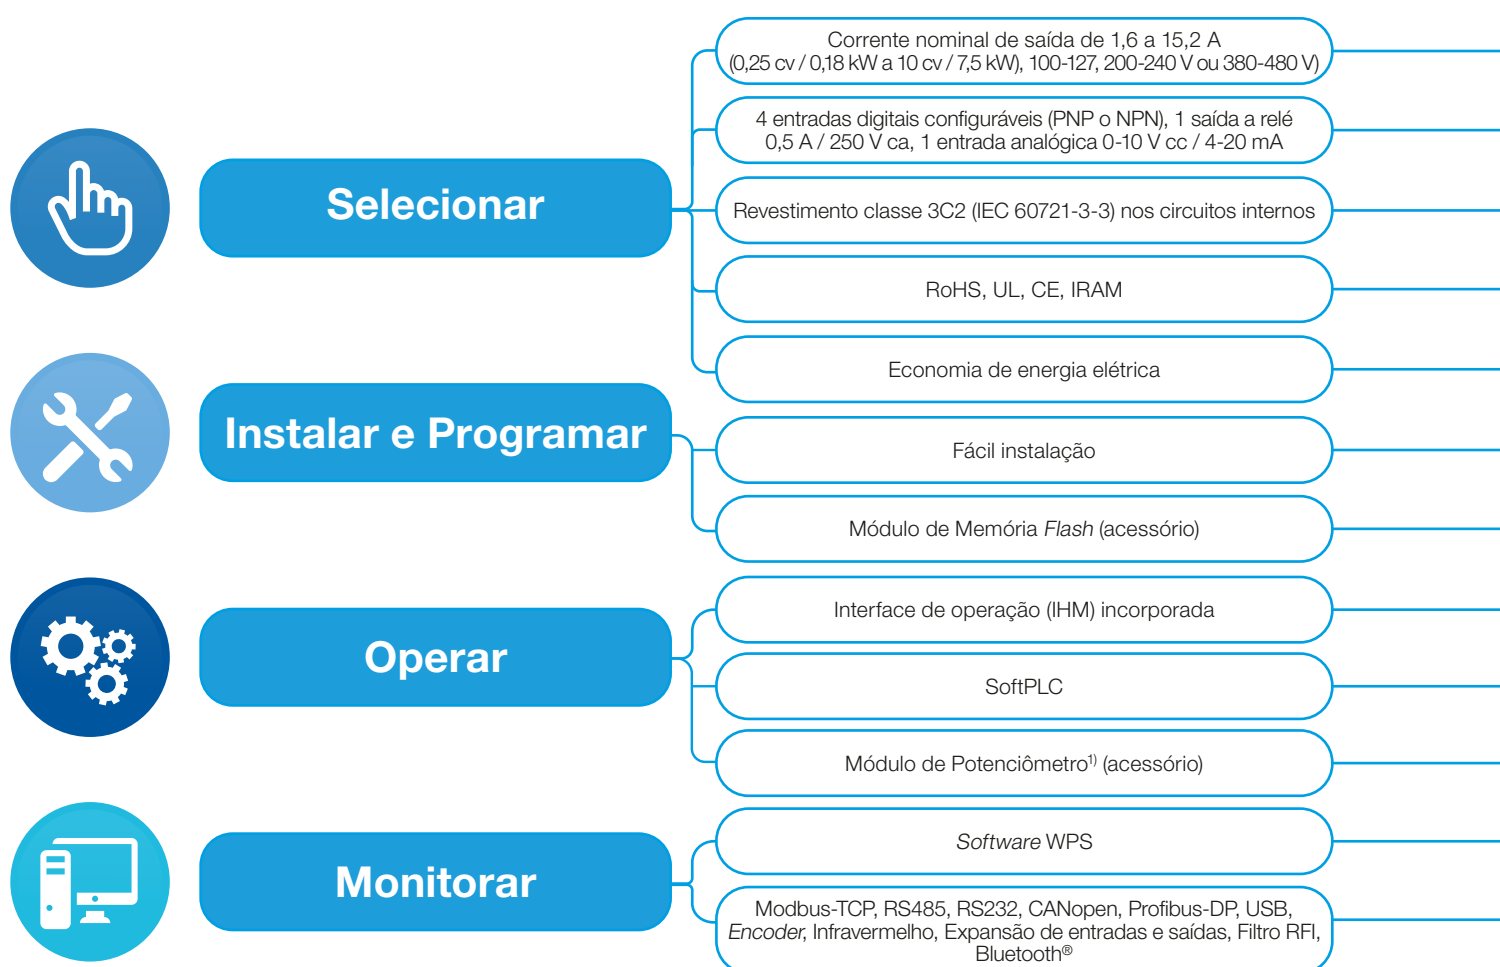 Selecionar
Corrente nominal de saída de 1,6 a 15,2 A
(0,25 cv / 0,18 kW a 10 cv / 7,5 kW), 100-127, 200-240 V ou 380-480 V)
4 entradas digitais configuráveis (PNP o NPN), 1 saída a relé
0,5 A / 250 V ca, 1 entrada analógica 0-10 V cc / 4-20 mA
Revestimento classe 3C2 (IEC 60721-3-3) nos circuitos internos
RoHS, UL, CE, IRAM
Economia de energia elétrica
Instalar e Programar
Fácil instalação
Módulo de Memória Flash (acessório)
Operar
Interface de operação (IHM) incorporada
SoftPLC
Módulo de Potenciômetro¹⁾ (acessório)
Monitorar
Software WPS
Modbus-TCP, RS485, RS232, CANopen, Profibus-DP, USB,
Encoder, Infravermelho, Expansão de entradas e saídas, Filtro RFI,
Bluetooth®